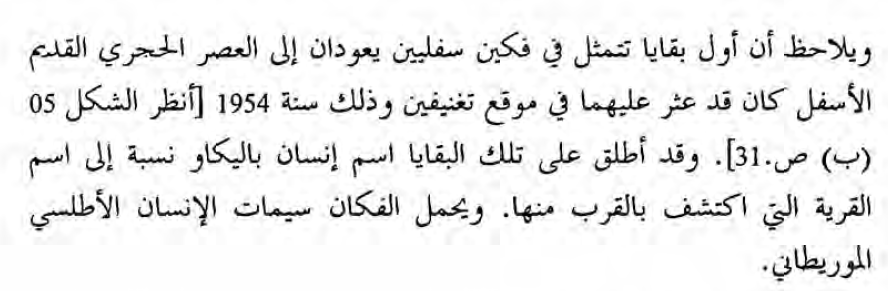 ويلاحظ أن أول بقايا تتمثل في فكين سفليين يعودان إلى العصر الحجري القديم
الأسفل كان قد عثر عليهما في موقع تغنيفين وذلك سنة 1954 [أنظر الشكل 05
(ب) ص.31]. وقد أطلق على تلك البقايا اسم إنسان باليكاو نسبة إلى اسم
القرية التي اكتشف بالقرب منها. ويحمل الفكان سيمات الإنسان الأطلسي
الموريطاني.